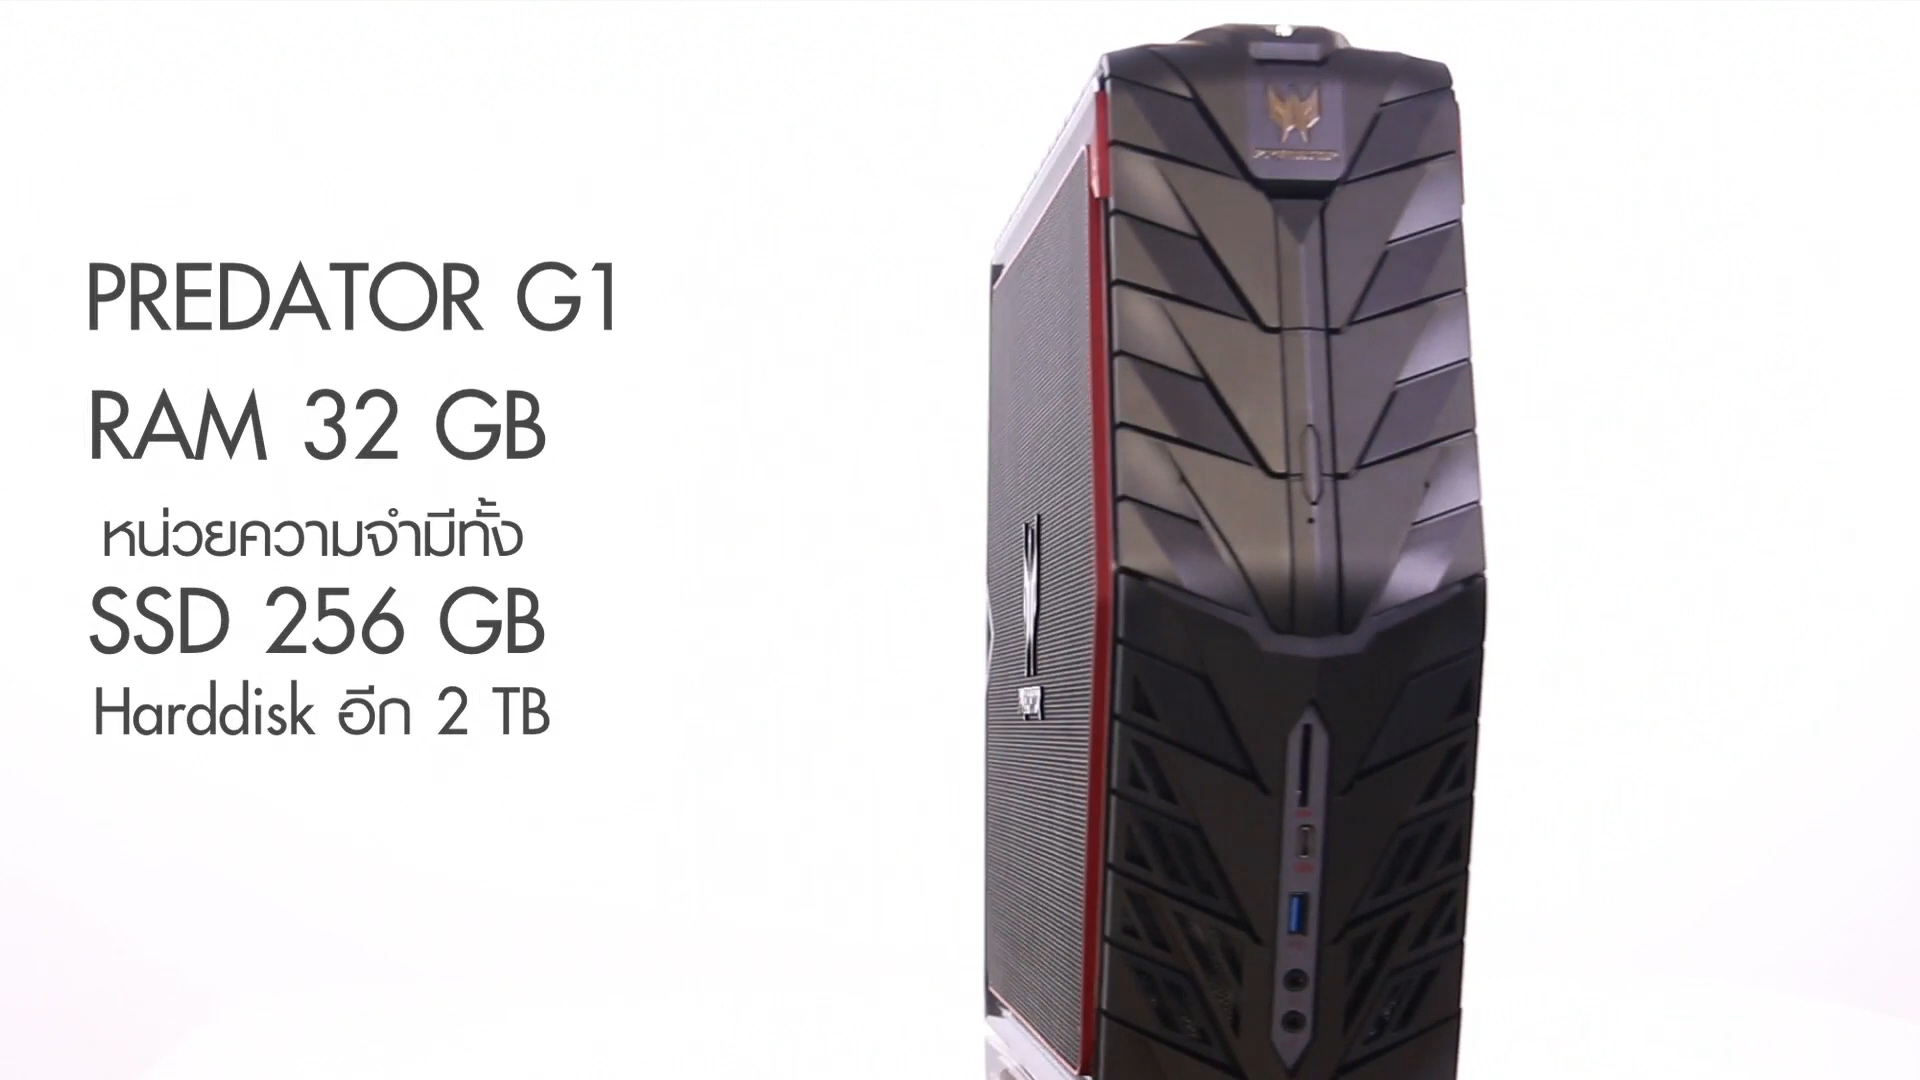 PREDATOR G1
RAM 32 GB
หน่วยความจำมีทั้ง
SSD 256 GB
Harddisk อีก 2 TB
PREDATOR